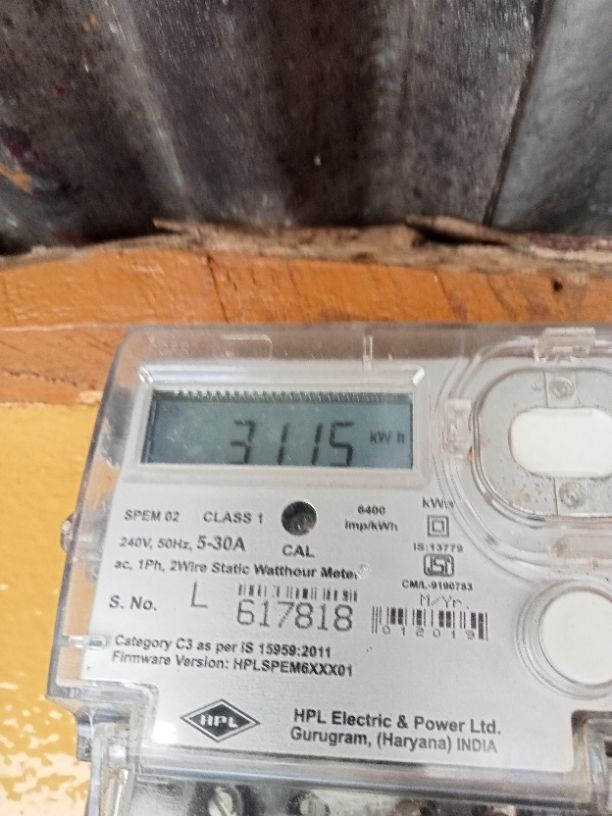 3115 kWh
SPEM 02 CLASS 1 6400 imp/kWh kWh
240V, 50Hz, 5-30A CAL IS:13779
ac, 1Ph, 2Wire Static Watthour Meter CM/L-9190783
S. No. L 617818 M/Yr. 012019
Category C3 as per IS 15959:2011
Firmware Version: HPLSPEM6XXX01
HPL HPL Electric & Power Ltd.
Gurugram, (Haryana) INDIA